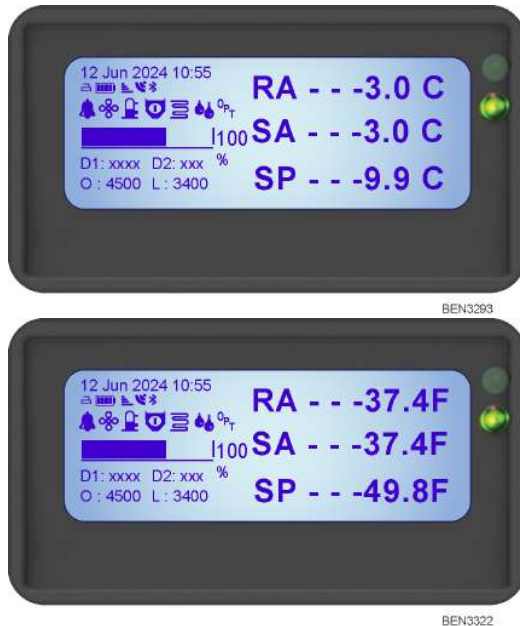 12 Jun 2024 10:55
RA - - -3.0 C
100 SA - - -3.0 C
D1: xxxx D2: xxx %
O : 4500 L : 3400
SP - - -9.9 C
BEN3293
12 Jun 2024 10:55
RA - - -37.4F
100 SA - - -37.4F
D1: xxxx D2: xxx %
O : 4500 L : 3400
SP - - -49.8F
BEN3322